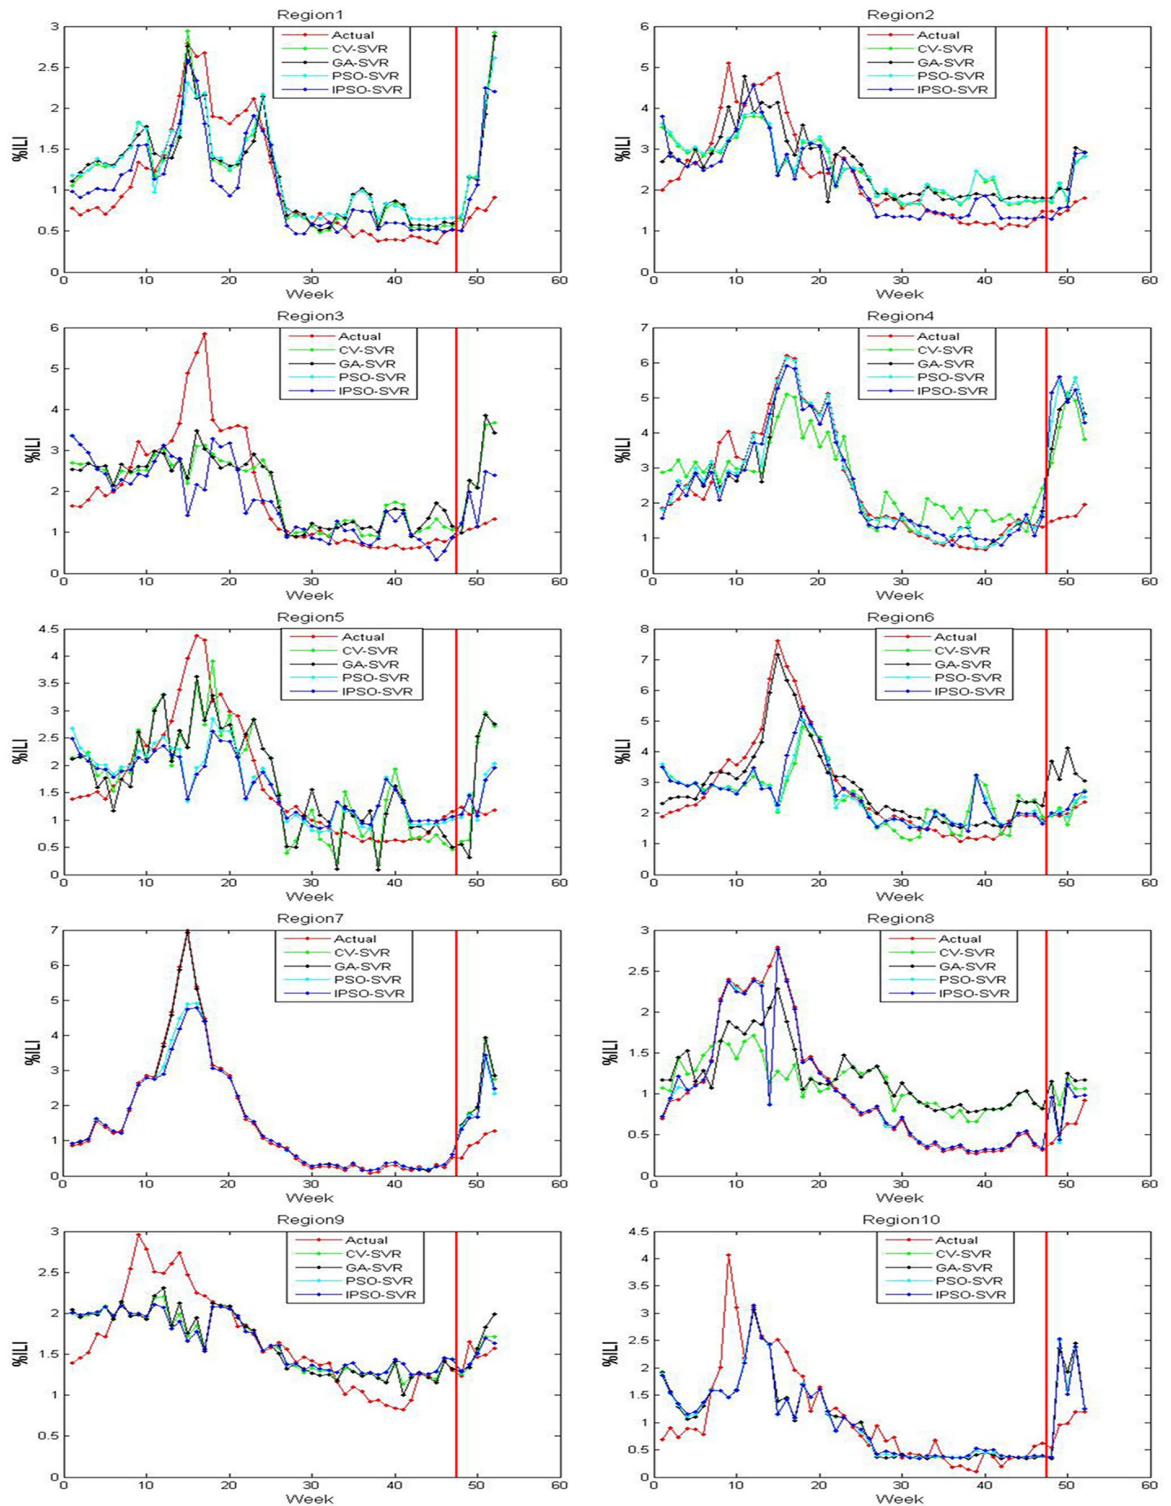 Region1
3
2.5
2
1.5
1
0.5
0
%ILI
Actual
CV-SVR
GA-SVR
PSO-SVR
IPSO-SVR
0 10 20 30 40 50 60
Week
Region2
6
5
4
3
2
1
0
%ILI
Actual
CV-SVR
GA-SVR
PSO-SVR
IPSO-SVR
0 10 20 30 40 50 60
Week
Region3
6
5
4
3
2
1
0
%ILI
Actual
CV-SVR
GA-SVR
PSO-SVR
IPSO-SVR
0 10 20 30 40 50 60
Week
Region4
7
6
5
4
3
2
1
0
%ILI
Actual
CV-SVR
GA-SVR
PSO-SVR
IPSO-SVR
0 10 20 30 40 50 60
Week
Region5
4.5
4
3.5
3
2.5
2
1.5
1
0.5
0
%ILI
Actual
CV-SVR
GA-SVR
PSO-SVR
IPSO-SVR
0 10 20 30 40 50 60
Week
Region6
8
7
6
5
4
3
2
1
0
%ILI
Actual
CV-SVR
GA-SVR
PSO-SVR
IPSO-SVR
0 10 20 30 40 50 60
Week
Region7
7
6
5
4
3
2
1
0
%ILI
Actual
CV-SVR
GA-SVR
PSO-SVR
IPSO-SVR
0 10 20 30 40 50 60
Week
Region8
3
2.5
2
1.5
1
0.5
0
%ILI
Actual
CV-SVR
GA-SVR
PSO-SVR
IPSO-SVR
0 10 20 30 40 50 60
Week
Region9
3
2.5
2
1.5
1
0.5
0
%ILI
Actual
CV-SVR
GA-SVR
PSO-SVR
IPSO-SVR
0 10 20 30 40 50 60
Week
Region10
4.5
4
3.5
3
2.5
2
1.5
1
0.5
0
%ILI
Actual
CV-SVR
GA-SVR
PSO-SVR
IPSO-SVR
0 10 20 30 40 50 60
Week